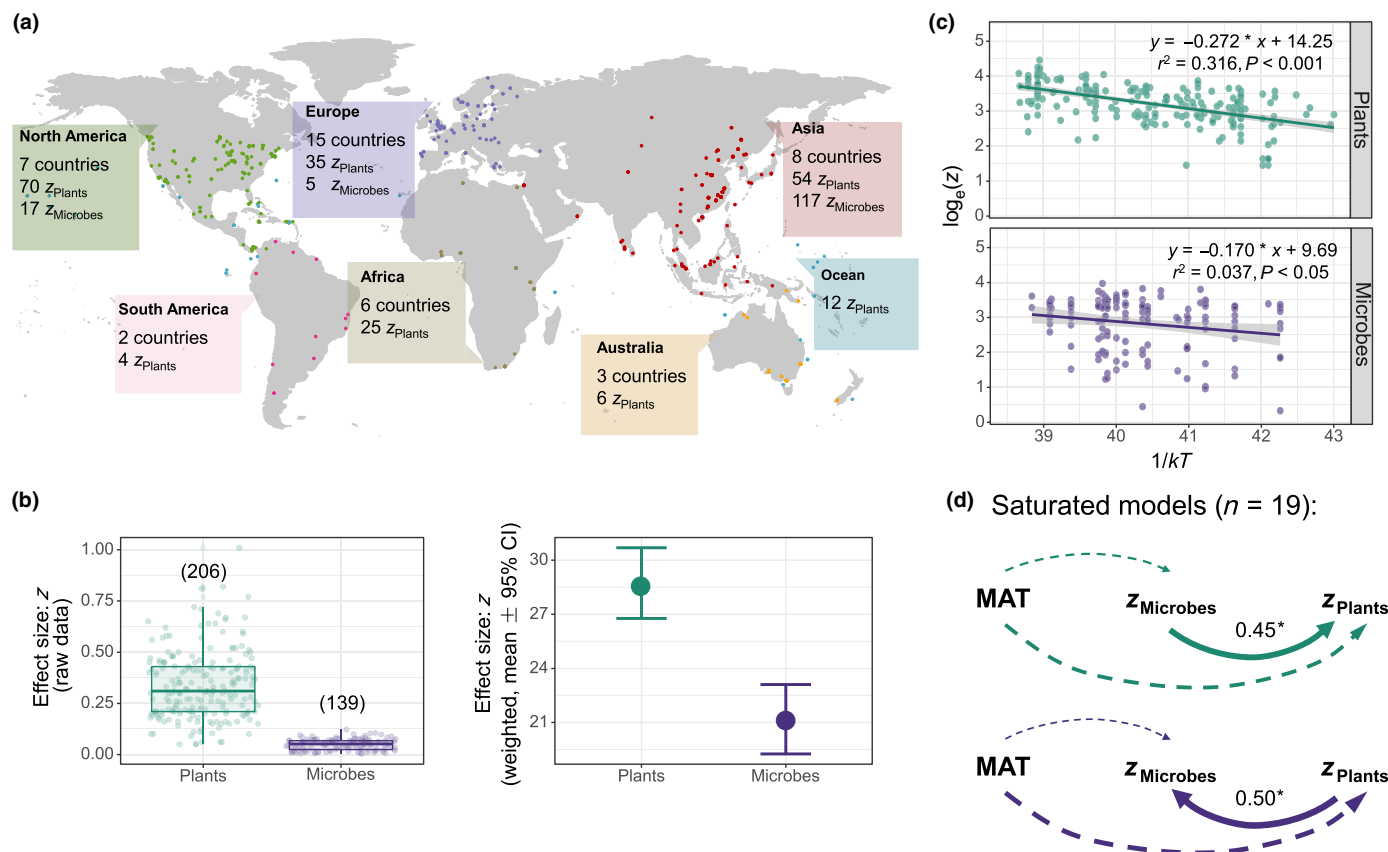 (a)
North America
7 countries
70 zPlants
17 zMicrobes
Europe
15 countries
35 zPlants
5 zMicrobes
Asia
8 countries
54 zPlants
117 zMicrobes
South America
2 countries
4 zPlants
Africa
6 countries
25 zPlants
Ocean
12 zPlants
Australia
3 countries
6 zPlants
(b)
Effect size: z
(raw data)
1.00
0.75
0.50
0.25
0.00
(206)
(139)
Plants
Microbes
Effect size: z
(weighted, mean ± 95% CI)
30
27
24
21
Plants
Microbes
(c)
loge(z)
5
4
3
2
1
0
y = −0.272 * x + 14.25
r² = 0.316, P < 0.001
Plants
5
4
3
2
1
0
y = −0.170 * x + 9.69
r² = 0.037, P < 0.05
Microbes
39
40
41
42
43
1/kT
(d)
Saturated models (n = 19):
MAT
zMicrobes
zPlants
0.45*
MAT
zMicrobes
zPlants
0.50*